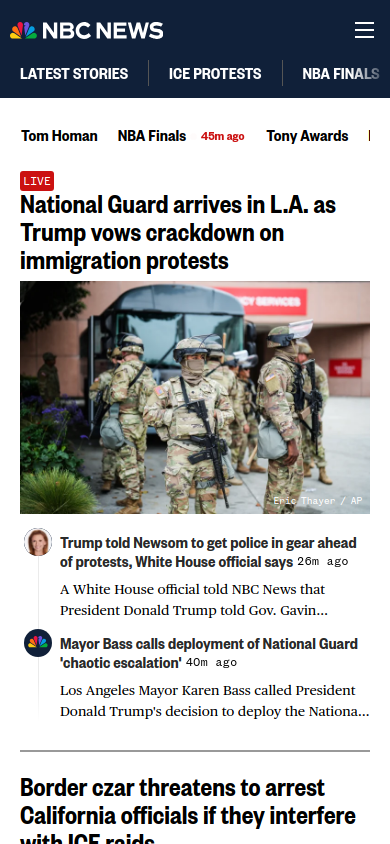 NBC NEWS
LATEST STORIES
ICE PROTESTS
NBA FINALS
Tom Homan
NBA Finals
45m ago
Tony Awards
LIVE
National Guard arrives in L.A. as
Trump vows crackdown on
immigration protests
CY SERVICES
Eric Thayer / AP
Trump told Newsom to get police in gear ahead
of protests, White House official says 26m ago
A White House official told NBC News that
President Donald Trump told Gov. Gavin...
Mayor Bass calls deployment of National Guard
'chaotic escalation' 40m ago
Los Angeles Mayor Karen Bass called President
Donald Trump's decision to deploy the Nationa...
Border czar threatens to arrest
California officials if they interfere
with ICE raids